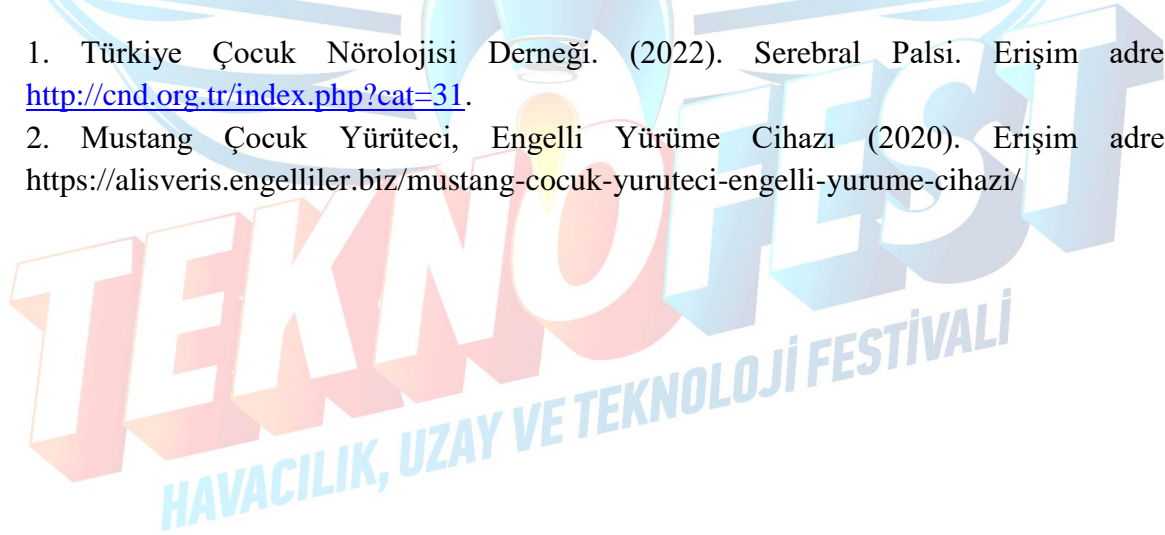 1. Türkiye Çocuk Nörolojisi Derneği. (2022). Serebral Palsi. Erişim adre
http://cnd.org.tr/index.php?cat=31.
2. Mustang Çocuk Yürüteci, Engelli Yürüme Cihazı (2020). Erişim adre
https://alisveris.engelliler.biz/mustang-cocuk-yuruteci-engelli-yurume-cihazi/
TEKNOFEST
HAVACILIK, UZAY VE TEKNOLOJİ FESTİVALİ